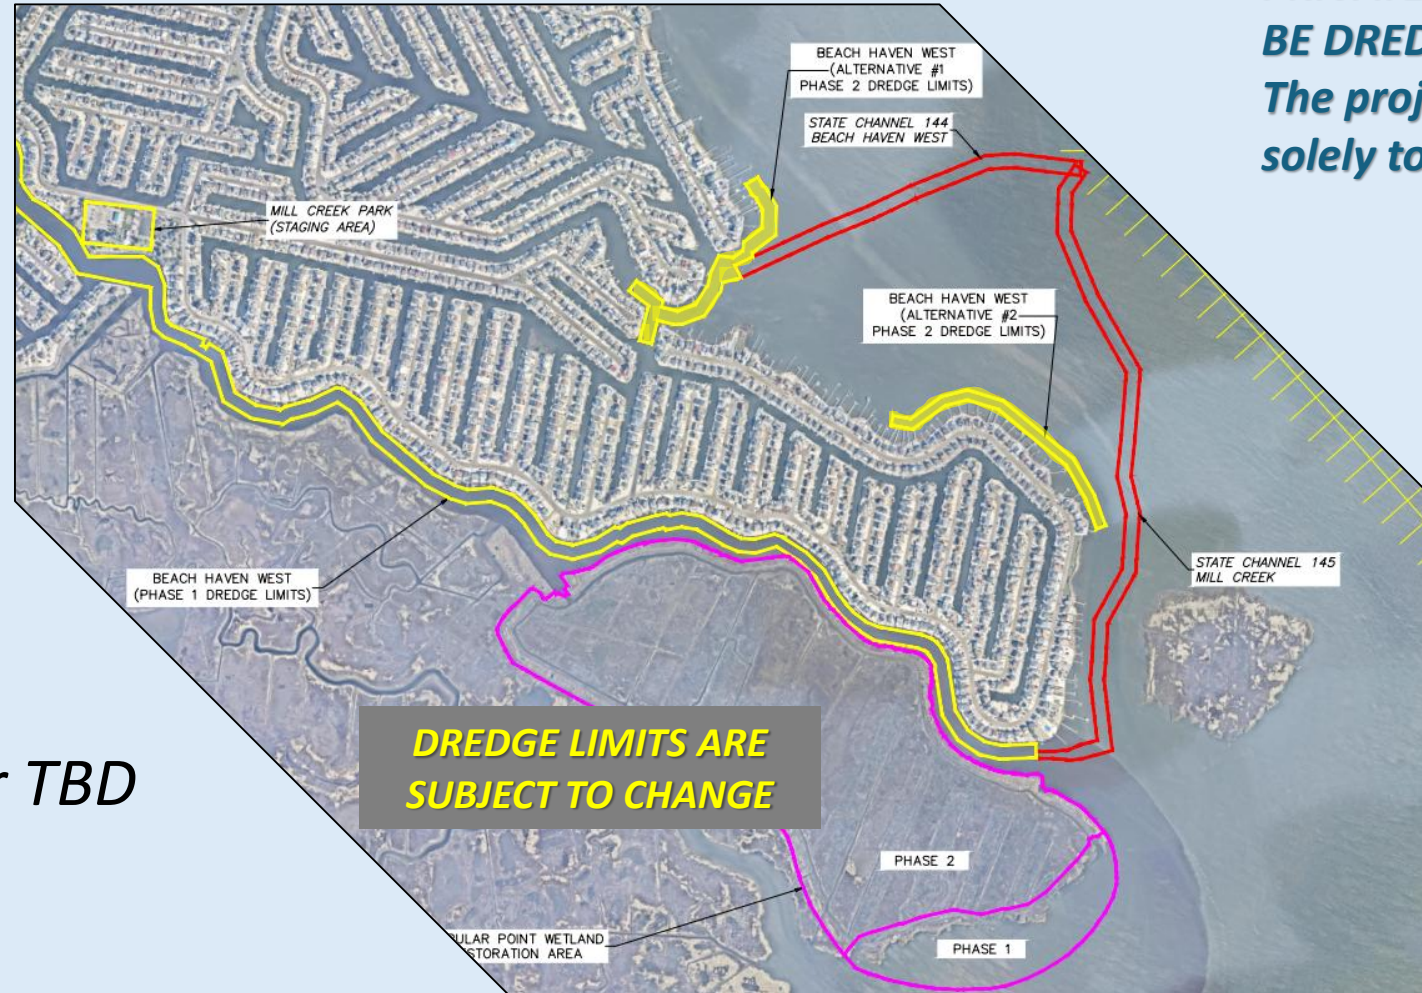 BE DRED
The proj
solely to
BEACH HAVEN WEST
(ALTERNATIVE #1
PHASE 2 DREDGE LIMITS)
STATE CHANNEL 144
BEACH HAVEN WEST
MILL CREEK PARK
(STAGING AREA)
BEACH HAVEN WEST
(ALTERNATIVE #2
PHASE 2 DREDGE LIMITS)
STATE CHANNEL 145
MILL CREEK
BEACH HAVEN WEST
(PHASE 1 DREDGE LIMITS)
DREDGE LIMITS ARE
SUBJECT TO CHANGE
r TBD
PHASE 2
ULAR POINT WETLAND
STORATION AREA
PHASE 1